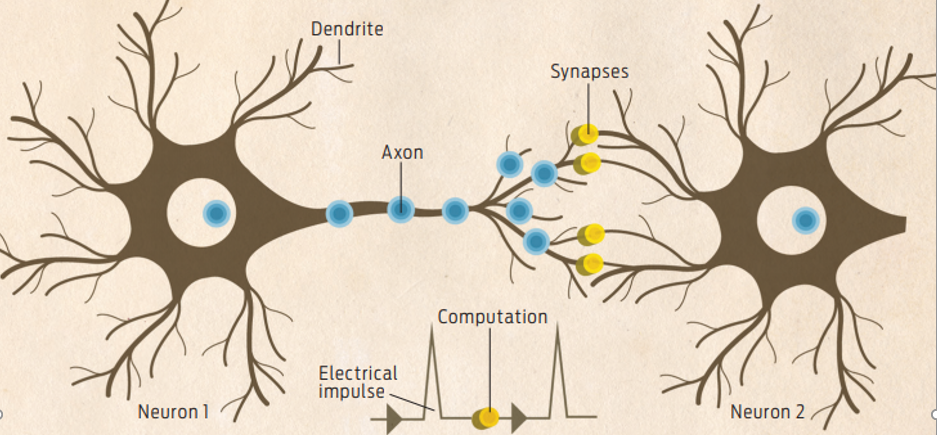 Dendrite
Synapses
Axon
Computation
Electrical
impulse
Neuron 1
Neuron 2